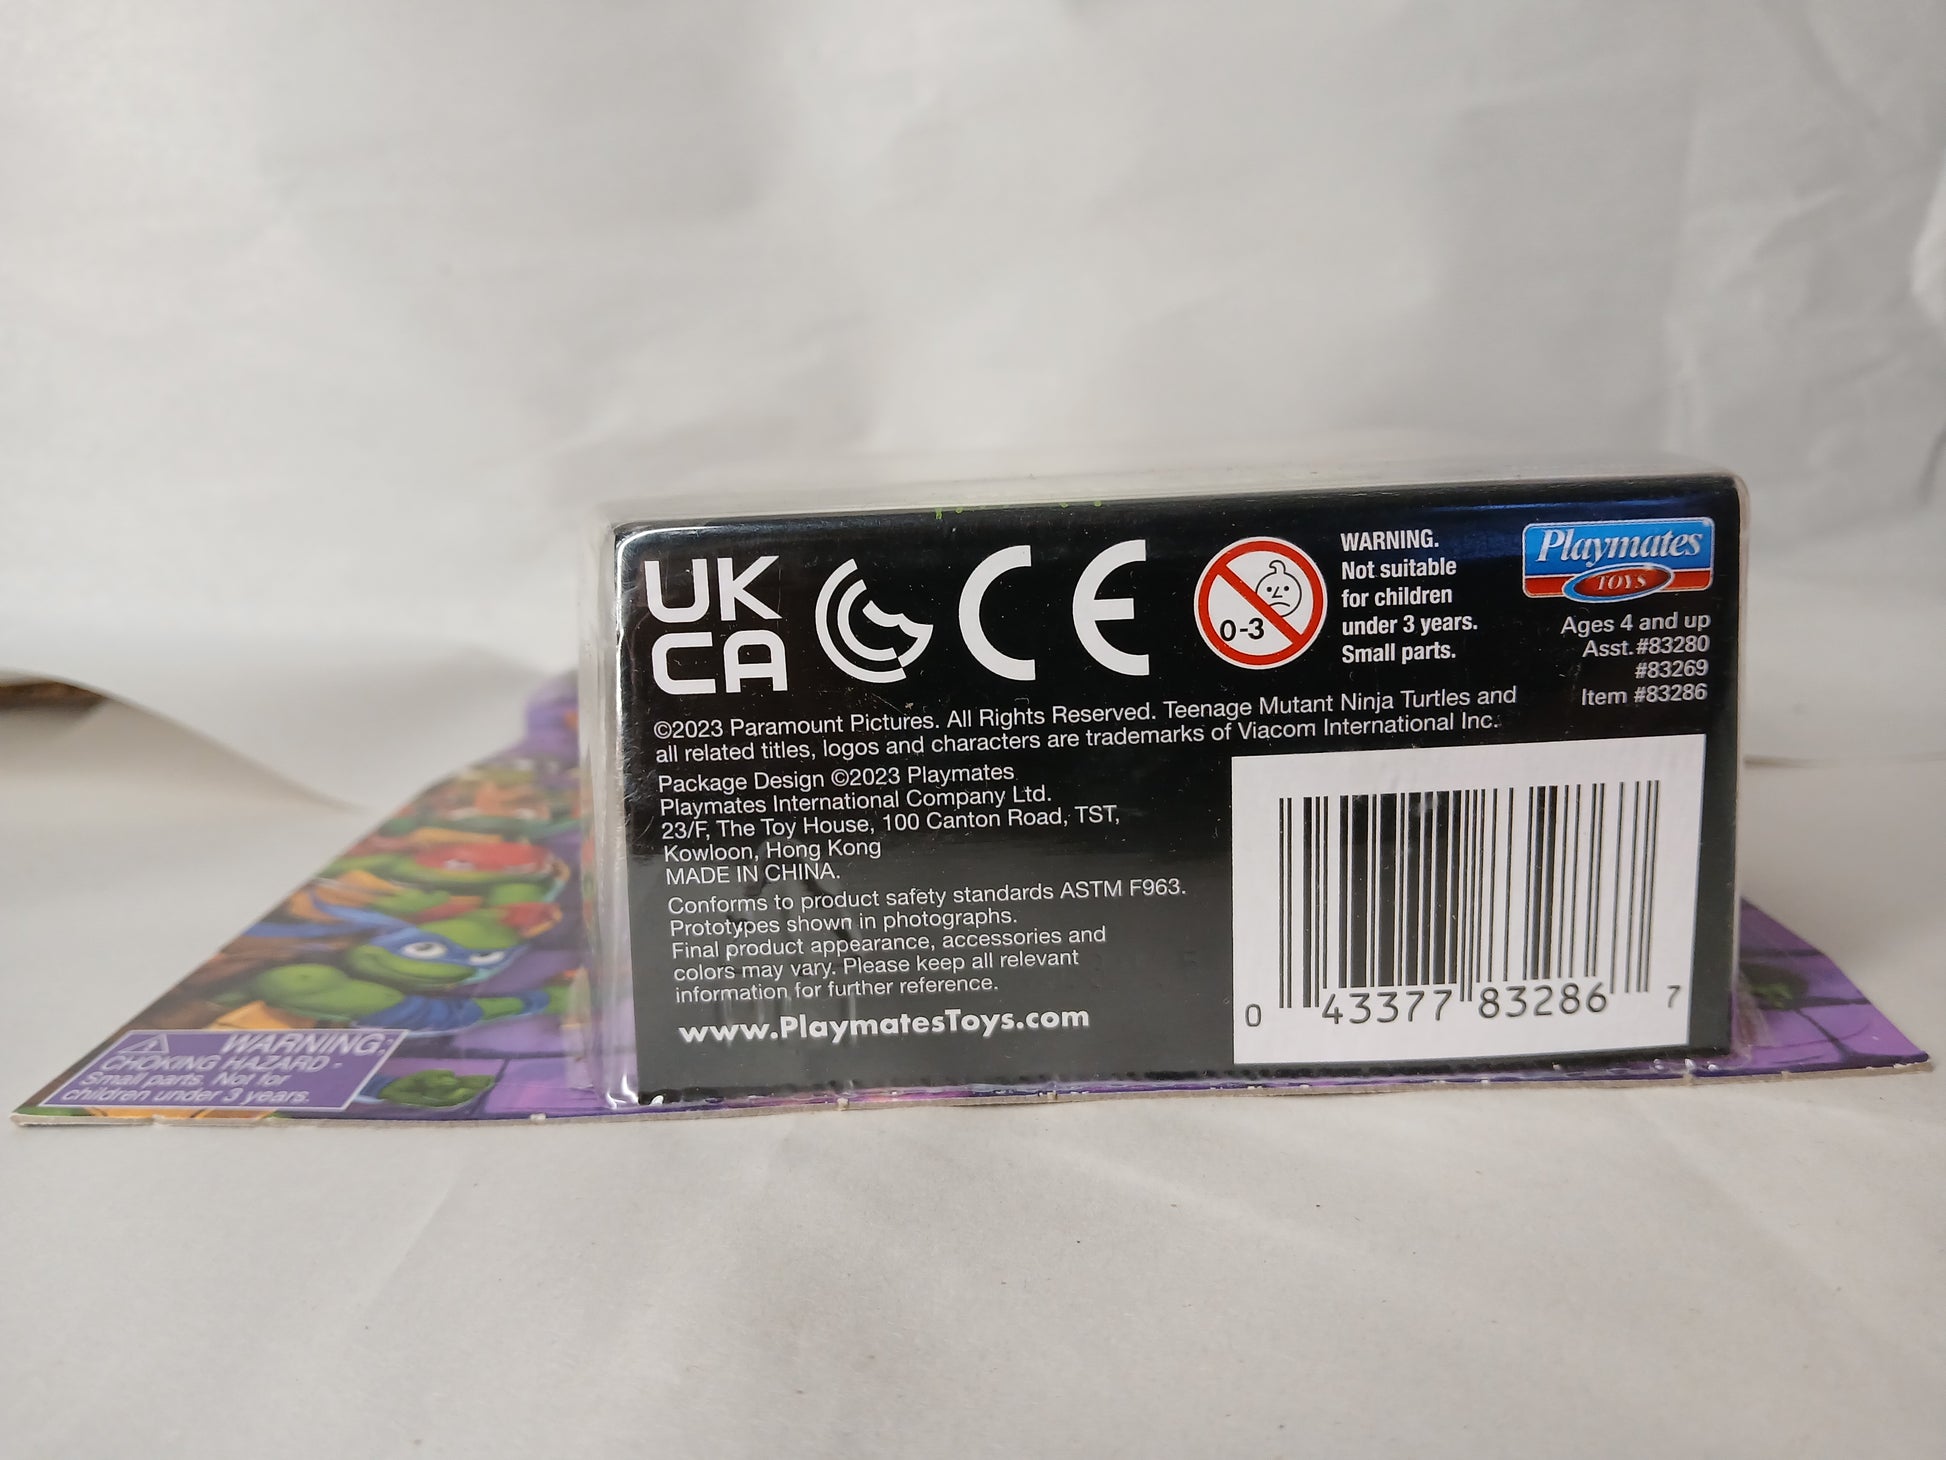 UK
CA
CE
0-3
WARNING.
Not suitable
for children
under 3 years.
Small parts.
Playmates
TOYS
Ages 4 and up
Asst.#83280
#83269
Item #83286
©2023 Paramount Pictures. All Rights Reserved. Teenage Mutant Ninja Turtles and
all related titles, logos and characters are trademarks of Viacom International Inc.
Package Design ©2023 Playmates
Playmates International Company Ltd.
23/F, The Toy House, 100 Canton Road, TST,
Kowloon, Hong Kong
MADE IN CHINA.
Conforms to product safety standards ASTM F963.
Prototypes shown in photographs.
Final product appearance, accessories and
colors may vary. Please keep all relevant
information for further reference.
www.PlaymatesToys.com
0 43377 83286 7
WARNING:
CHOKING HAZARD -
Small parts. Not for
children under 3 years.